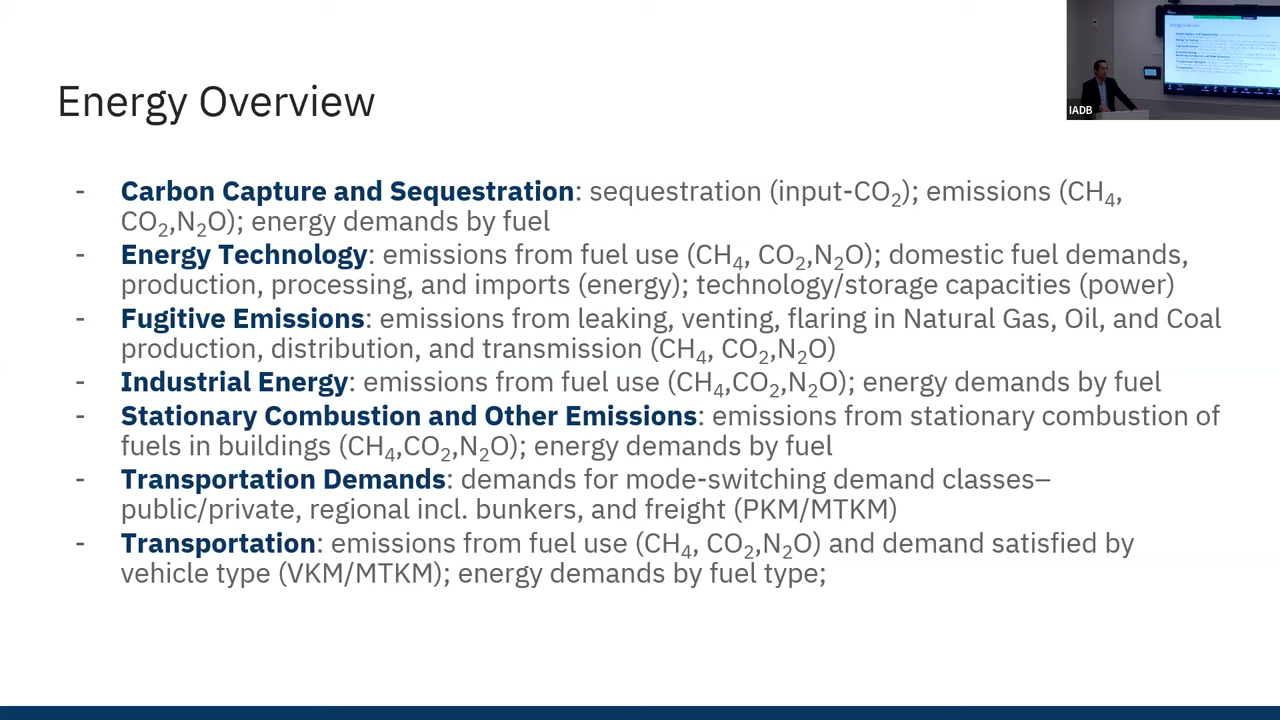 Energy Overview
IADB
- Carbon Capture and Sequestration: sequestration (input-CO₂); emissions (CH₄,
CO₂,N₂O); energy demands by fuel
- Energy Technology: emissions from fuel use (CH₄, CO₂,N₂O); domestic fuel demands,
production, processing, and imports (energy); technology/storage capacities (power)
- Fugitive Emissions: emissions from leaking, venting, flaring in Natural Gas, Oil, and Coal
production, distribution, and transmission (CH₄, CO₂,N₂O)
- Industrial Energy: emissions from fuel use (CH₄,CO₂,N₂O); energy demands by fuel
- Stationary Combustion and Other Emissions: emissions from stationary combustion of
fuels in buildings (CH₄,CO₂,N₂O); energy demands by fuel
- Transportation Demands: demands for mode-switching demand classes–
public/private, regional incl. bunkers, and freight (PKM/MTKM)
- Transportation: emissions from fuel use (CH₄, CO₂,N₂O) and demand satisfied by
vehicle type (VKM/MTKM); energy demands by fuel type;